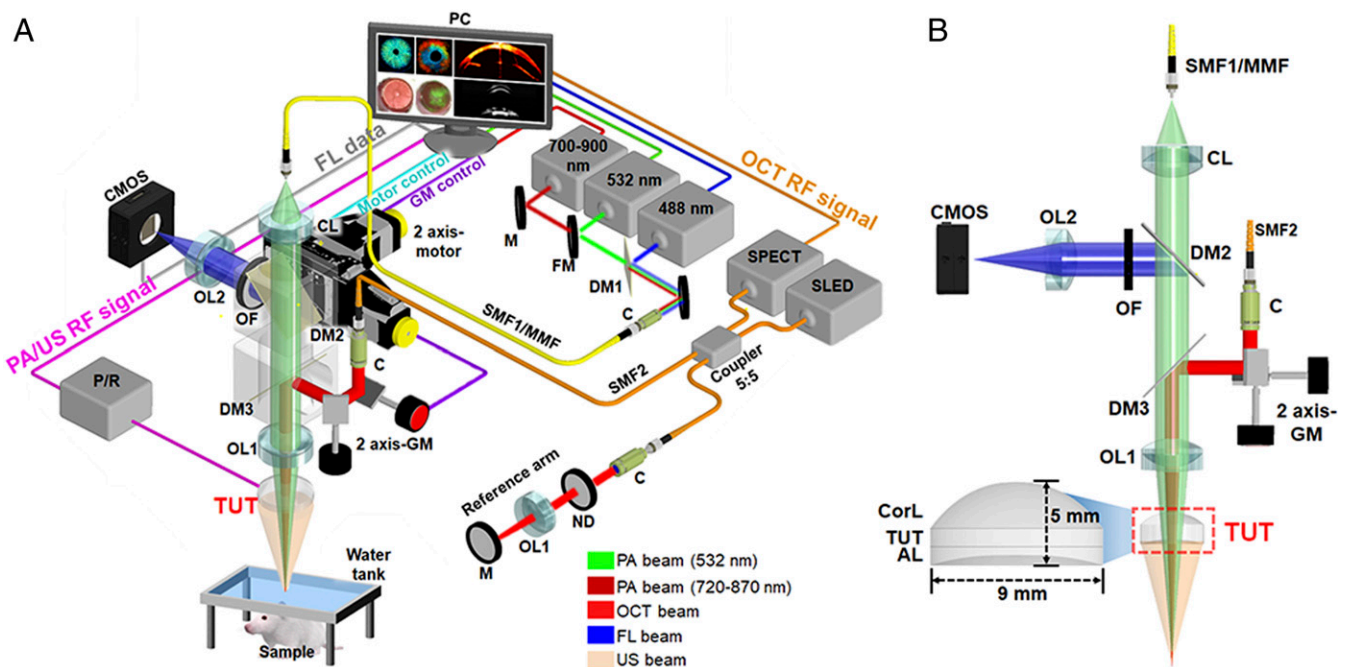 A
PC
FL data
Motor control
GM control
CMOS
CL
2 axis-
motor
OL2
OF
DM2
PA/US RF signal
P/R
DM3
C
2 axis-GM
OL1
TUT
Water
tank
Sample
700-900
nm
532 nm
488 nm
M
FM
DM1
C
SMF1/MMF
OCT RF signal
SPECT
SLED
SMF2
Coupler
5:5
Reference arm
C
ND
OL1
M
PA beam (532 nm)
PA beam (720-870 nm)
OCT beam
FL beam
US beam
B
SMF1/MMF
CL
CMOS
OL2
OF
DM2
SMF2
C
DM3
2 axis-
GM
OL1
CorL
TUT
AL
5 mm
9 mm
TUT